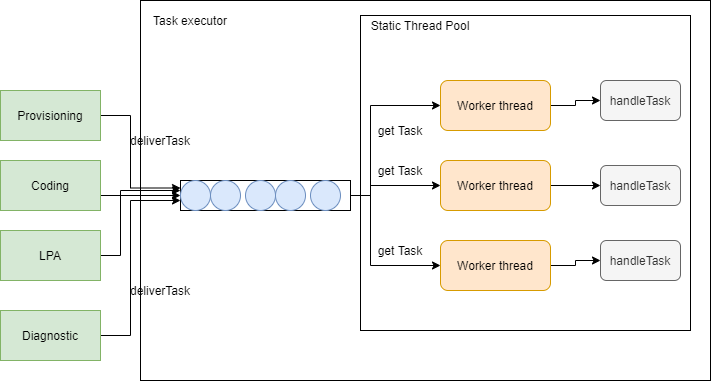 Task executor
Static Thread Pool
Provisioning
deliverTask
Coding
LPA
deliverTask
Diagnostic
get Task
Worker thread
handleTask
get Task
Worker thread
handleTask
get Task
Worker thread
handleTask